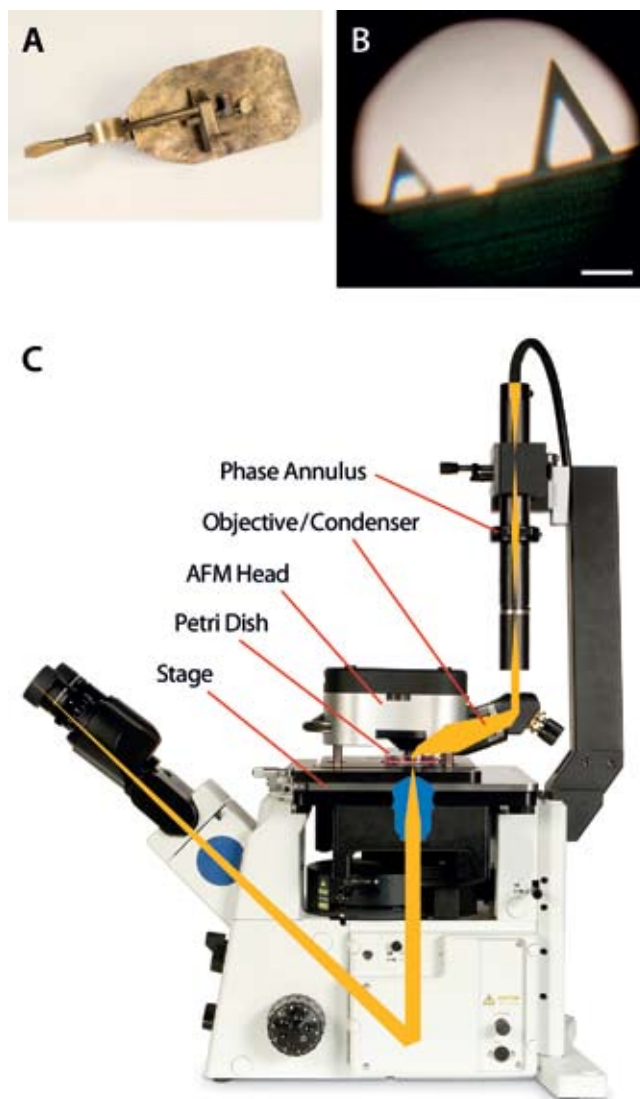 A
B
C
Phase Annulus
Objective/Condenser
AFM Head
Petri Dish
Stage